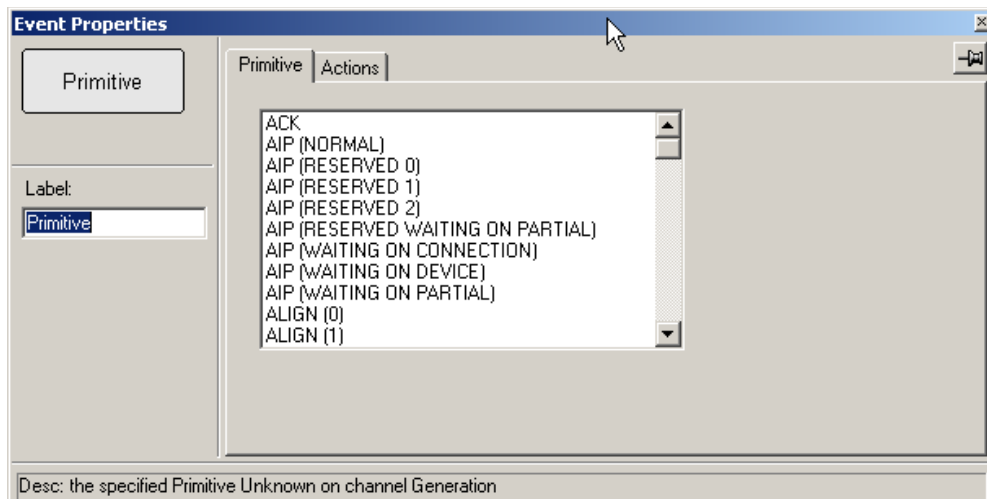 Event Properties
Primitive
Primitive Actions
ACK
AIP (NORMAL)
AIP (RESERVED 0)
AIP (RESERVED 1)
AIP (RESERVED 2)
AIP (RESERVED WAITING ON PARTIAL)
AIP (WAITING ON CONNECTION)
AIP (WAITING ON DEVICE)
AIP (WAITING ON PARTIAL)
ALIGN (0)
ALIGN (1)
Label:
Primitive
Desc: the specified Primitive Unknown on channel Generation